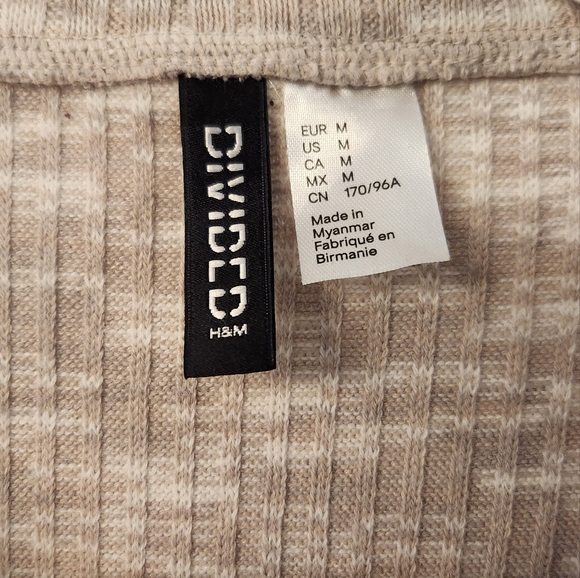 DIVIDED
H&M
EUR M
US M
CA M
MX M
CN 170/96A
Made in
Myanmar
Fabriqué en
Birmanie